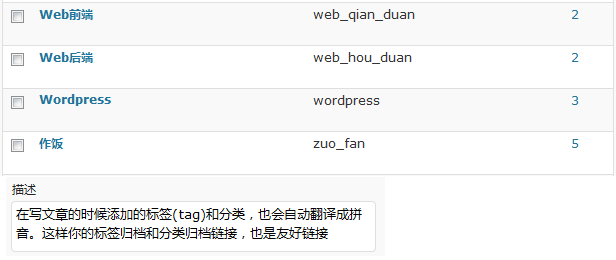 Web前端 web_qian_duan 2
Web后端 web_hou_duan 2
Wordpress wordpress 3
作饭 zuo_fan 5
描述
在写文章的时候添加的标签(tag)和分类，也会自动翻译成拼
音。这样你的标签归档和分类归档链接，也是友好链接